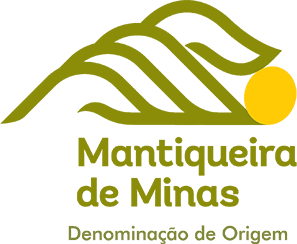 Mantiqueira
de Minas
Denominação de Origem